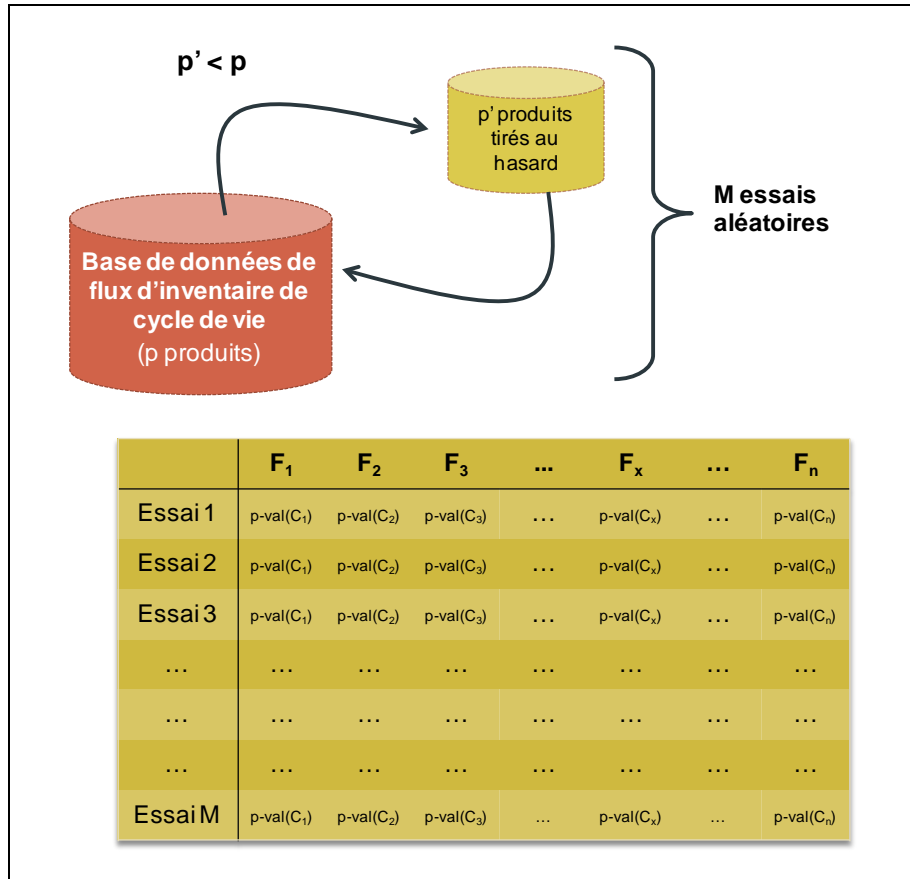 p' < p
p' produits
tirés au
hasard
M essais
aléatoires
Base de données de
flux d'inventaire de
cycle de vie
(p produits)
F1 F2 F3 ... Fx ... Fn
Essai 1 p-val(C1) p-val(C2) p-val(C3) ... p-val(Cx) ... p-val(Cn)
Essai 2 p-val(C1) p-val(C2) p-val(C3) ... p-val(Cx) ... p-val(Cn)
Essai 3 p-val(C1) p-val(C2) p-val(C3) ... p-val(Cx) ... p-val(Cn)
... ... ... ... ... ... ... ...
... ... ... ... ... ... ... ...
... ... ... ... ... ... ... ...
Essai M p-val(C1) p-val(C2) p-val(C3) ... p-val(Cx) ... p-val(Cn)